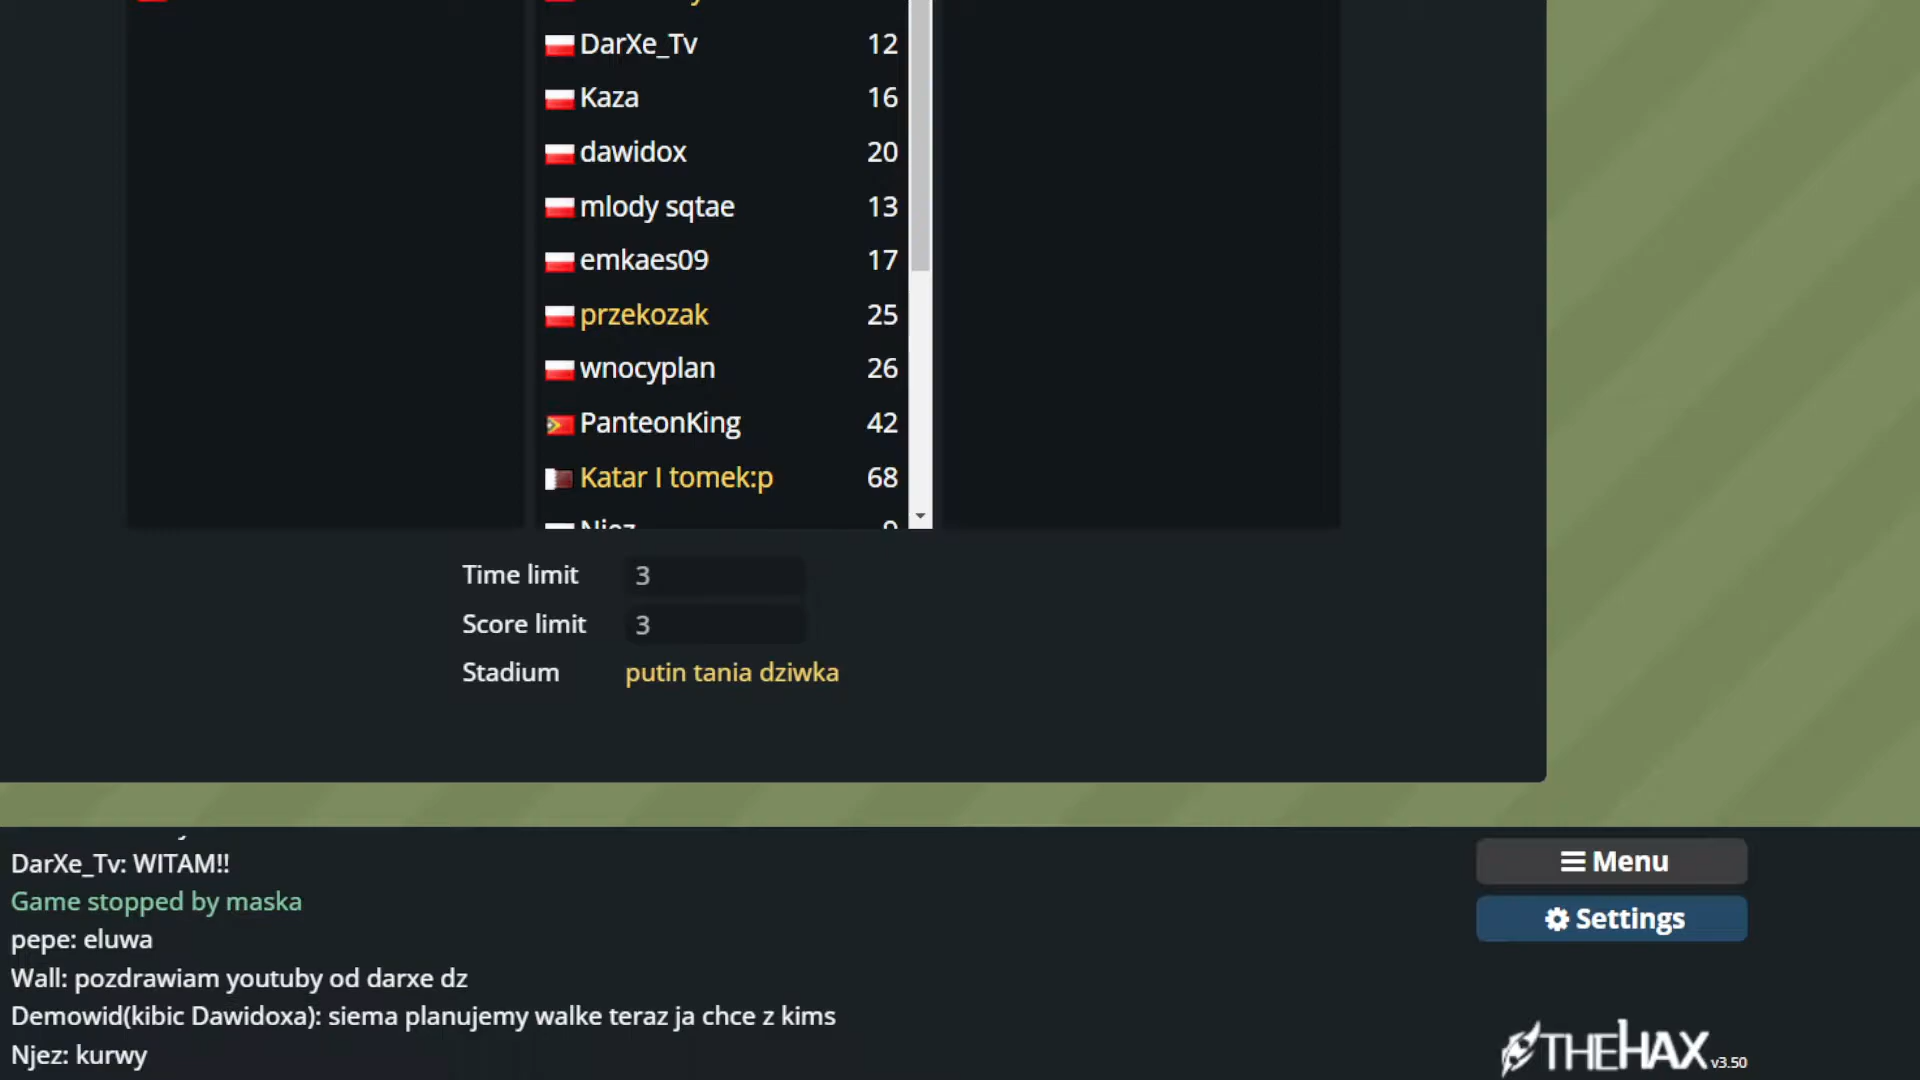 DarXe_Tv 12
Kaza 16
dawidox 20
mlody sqtae 13
emkaes09 17
przekozak 25
wnocyplan 26
PanteonKing 42
Katar I tomek:p 68
Njez 9
Time limit 3
Score limit 3
Stadium putin tania dziwka
DarXe_Tv: WITAM!!
Game stopped by maska
pepe: eluwa
Wall: pozdrawiam youtuby od darxe dz
Demowid(kibic Dawidoxa): siema planujemy walke teraz ja chce z kims
Njez: kurwy
Menu
Settings
THEHAX v3.50